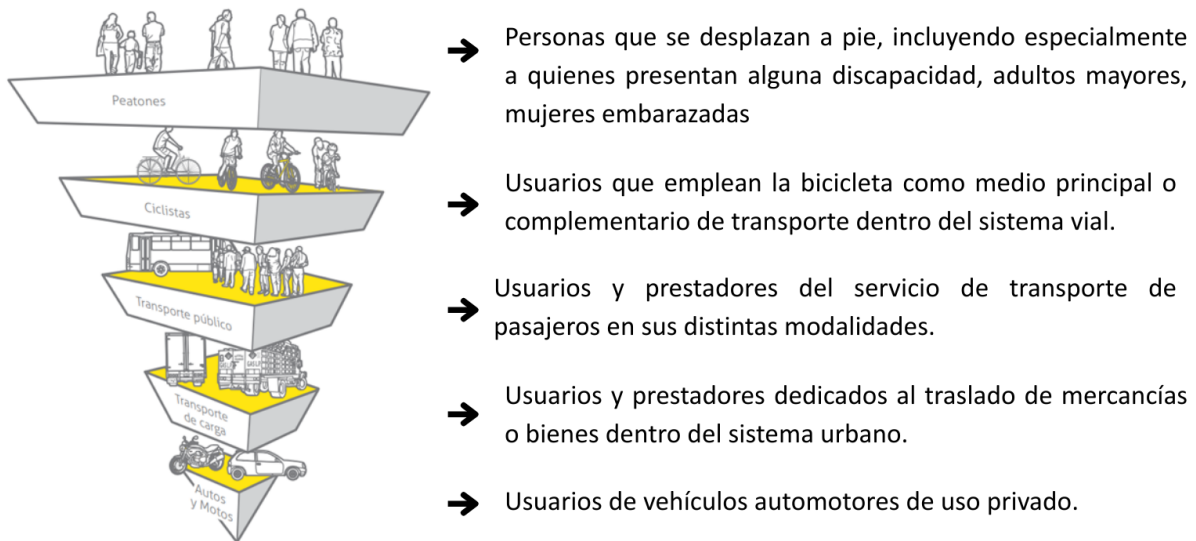 Peatones
Personas que se desplazan a pie, incluyendo especialmente
a quienes presentan alguna discapacidad, adultos mayores,
mujeres embarazadas
Ciclistas
Usuarios que emplean la bicicleta como medio principal o
complementario de transporte dentro del sistema vial.
Transporte público
Usuarios y prestadores del servicio de transporte de
pasajeros en sus distintas modalidades.
Transporte
de carga
Usuarios y prestadores dedicados al traslado de mercancías
o bienes dentro del sistema urbano.
Autos
y Motos
Usuarios de vehículos automotores de uso privado.